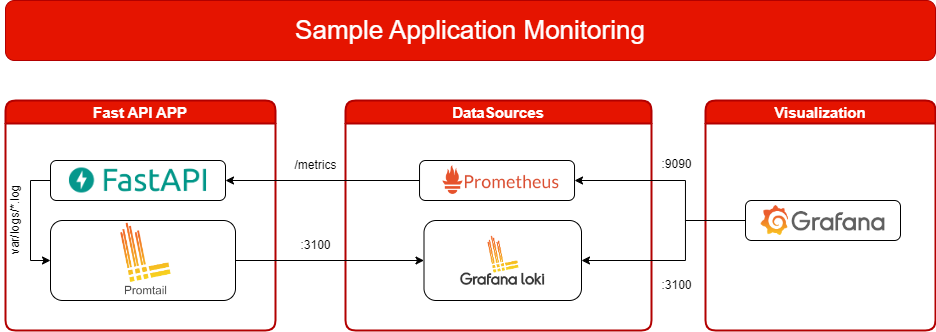 Sample Application Monitoring
Fast API APP
DataSources
Visualization
FastAPI
/metrics
Prometheus
:9090
var/logs/*.log
Promtail
:3100
Grafana loki
:3100
Grafana